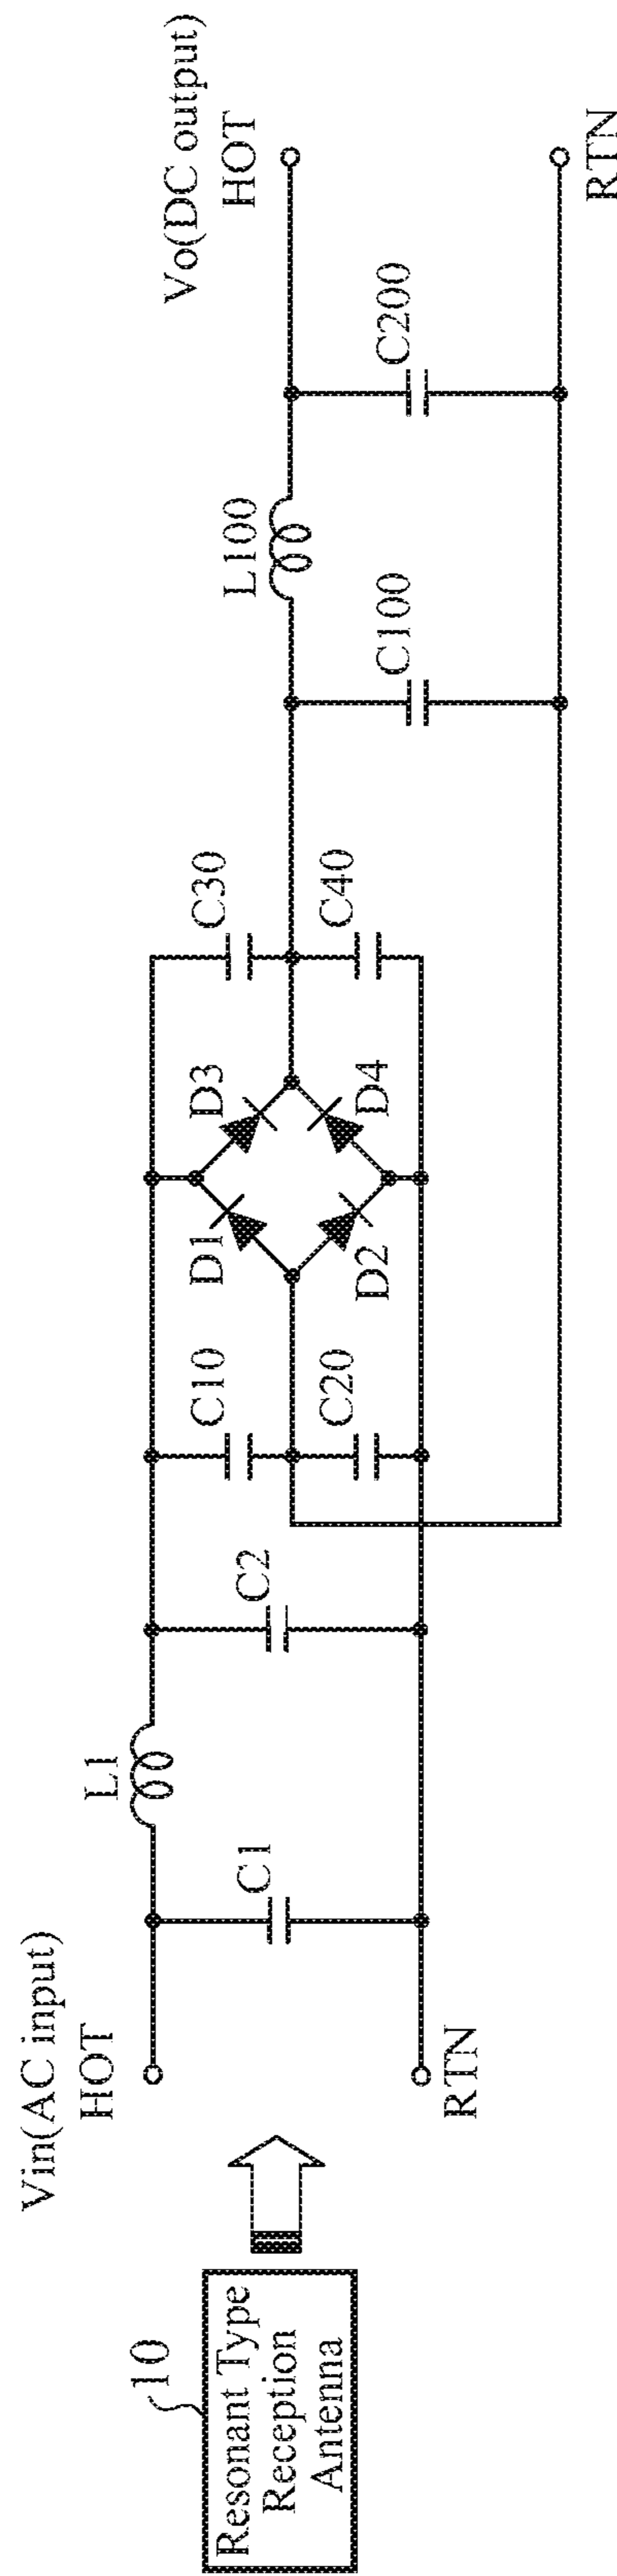 10
Resonant Type
Reception
Antenna
Vin(AC input)
HOT
RTN
C1
L1
C2
C10
C20
D1
D2
D3
D4
C30
C40
C100
L100
C200
Vo(DC output)
HOT
RTN